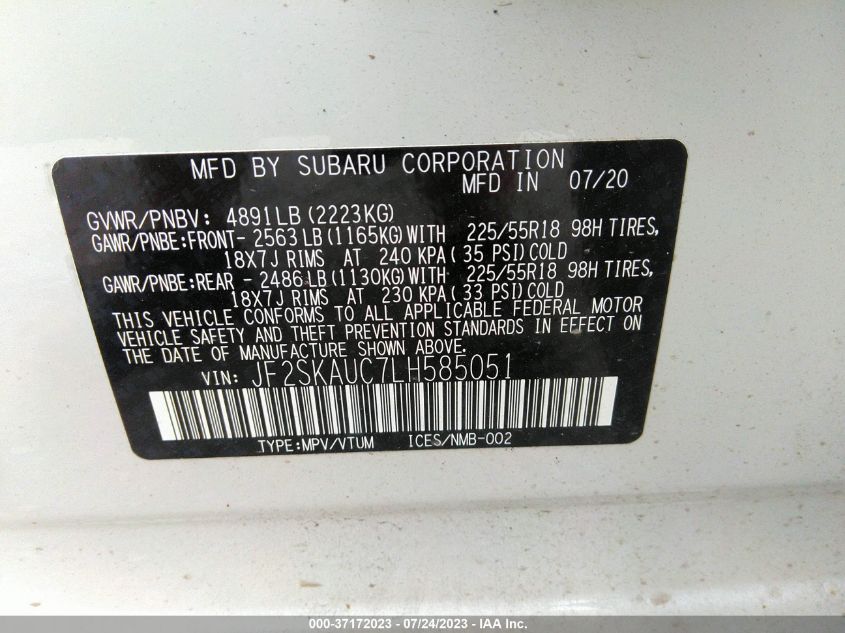 MFD BY SUBARU CORPORATION
MFD IN 07/20
GVWR/PNBV: 4891LB (2223KG)
GAWR/PNBE:FRONT- 2563LB (1165KG) WITH 225/55R18 98H TIRES,
18X7J RIMS AT 240 KPA ( 35 PSI) COLD
GAWR/PNBE:REAR - 2486LB (1130KG) WITH 225/55R18 98H TIRES,
18X7J RIMS AT 230 KPA ( 33 PSI) COLD
THIS VEHICLE CONFORMS TO ALL APPLICABLE FEDERAL MOTOR
VEHICLE SAFETY AND THEFT PREVENTION STANDARDS IN EFFECT ON
THE DATE OF MANUFACTURE SHOWN ABOVE.
VIN: JF2SKAUC7LH585051
TYPE:MPV/VTUM ICES/NMB-002
000-37172023 - 07/24/2023 - IAA Inc.